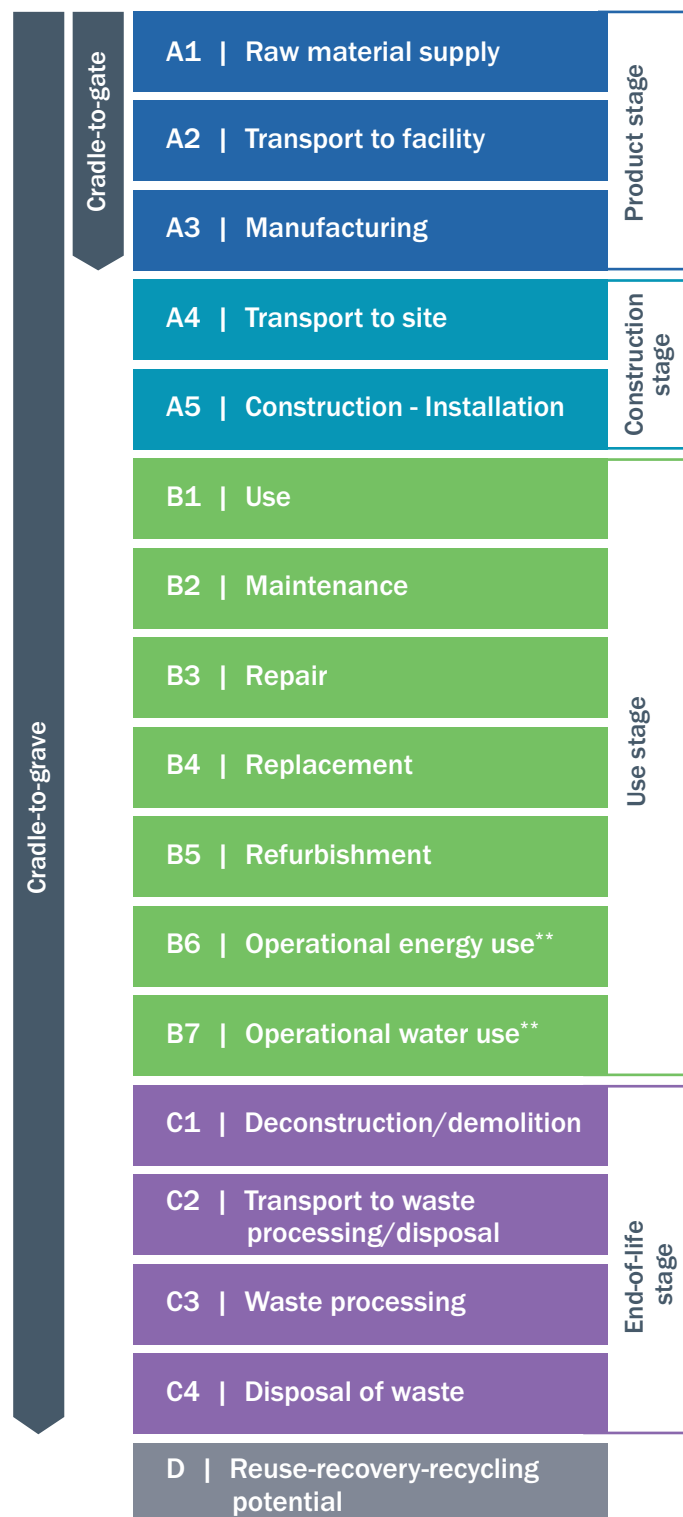 Cradle-to-grave
Cradle-to-gate
A1 | Raw material supply
A2 | Transport to facility
A3 | Manufacturing
Product stage
A4 | Transport to site
A5 | Construction - Installation
Construction
stage
B1 | Use
B2 | Maintenance
B3 | Repair
B4 | Replacement
B5 | Refurbishment
B6 | Operational energy use**
B7 | Operational water use**
Use stage
C1 | Deconstruction/demolition
C2 | Transport to waste
processing/disposal
C3 | Waste processing
C4 | Disposal of waste
End-of-life
stage
D | Reuse-recovery-recycling
potential